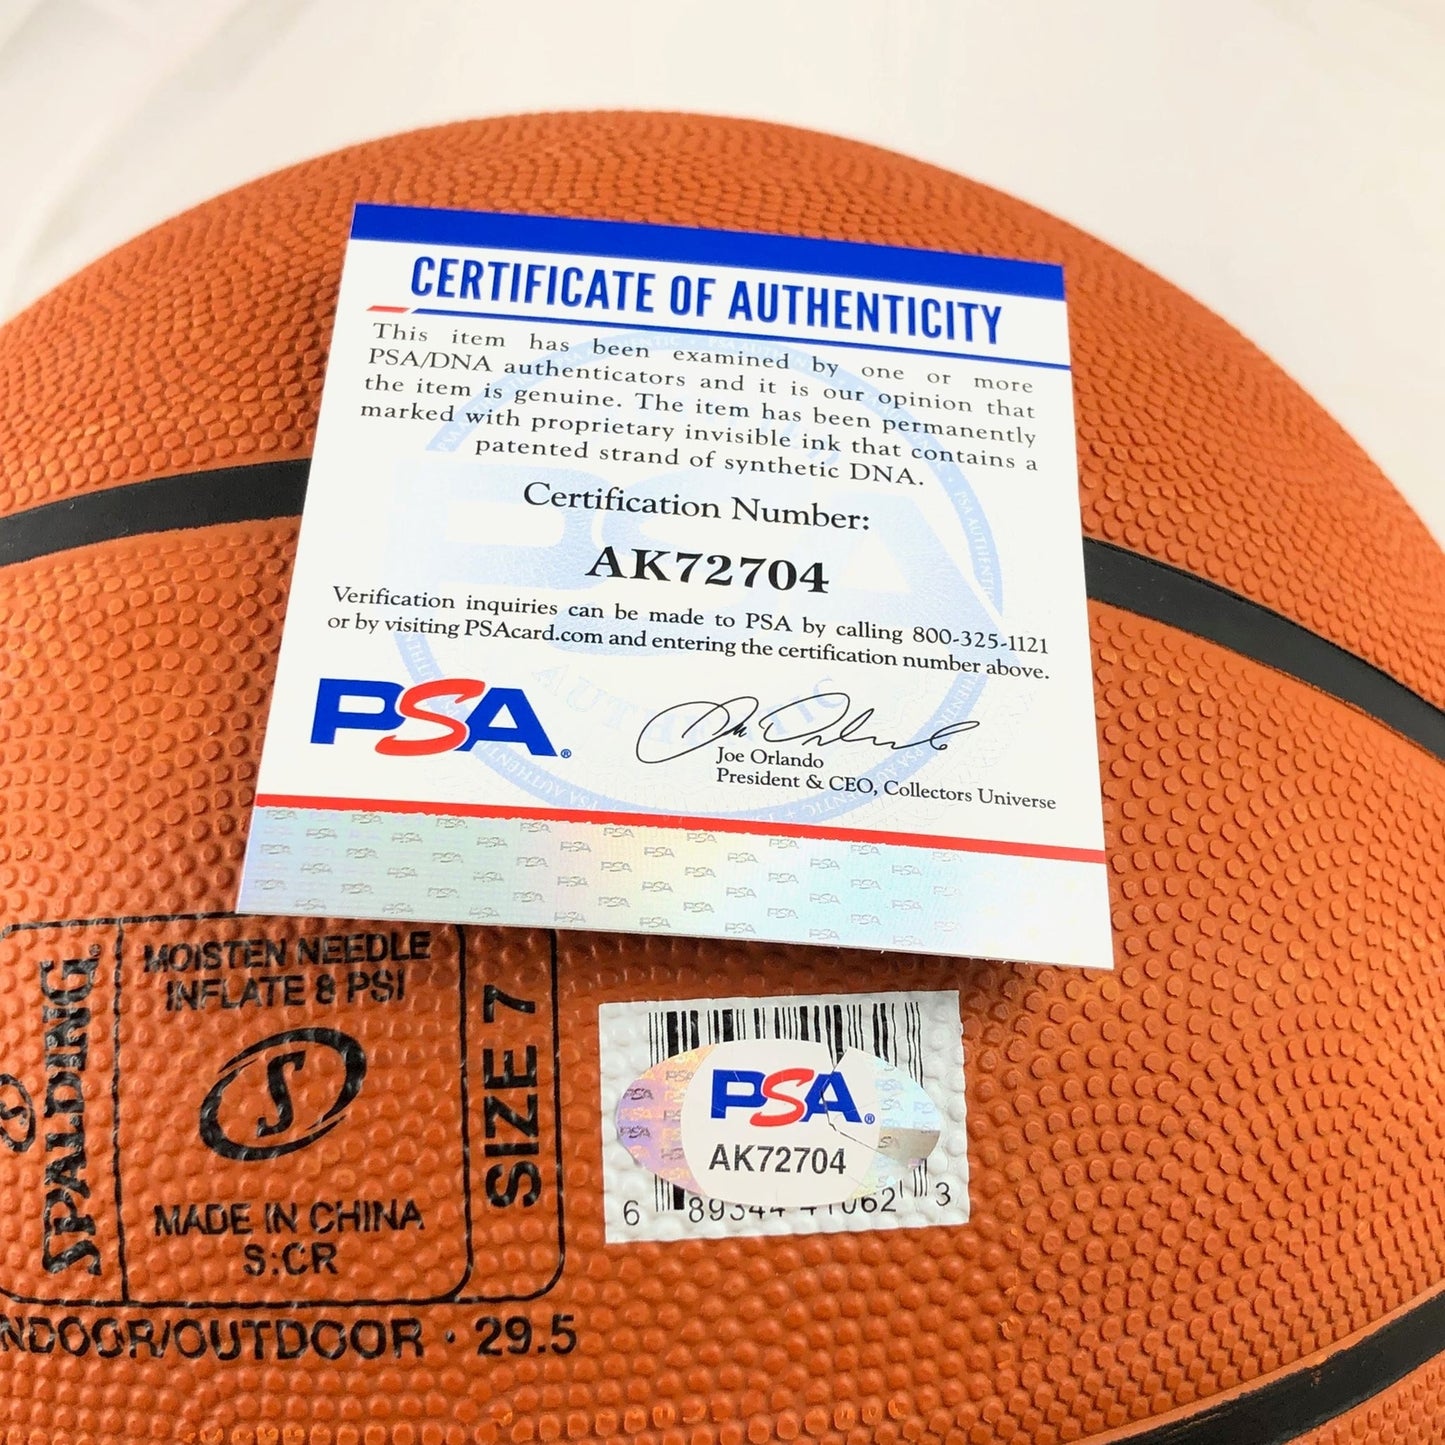 CERTIFICATE OF AUTHENTICITY
This item has been examined by one or more
PSA/DNA authenticators and it is our opinion that
the item is genuine. The item has been permanently
marked with proprietary invisible ink that contains a
patented strand of synthetic DNA.
Certification Number:
AK72704
Verification inquiries can be made to PSA by calling 800-325-1121
or by visiting PSAcard.com and entering the certification number above.
PSA®
Joe Orlando
President & CEO, Collectors Universe
SPALDING
MOISTEN NEEDLE
INFLATE 8 PSI
S
MADE IN CHINA
S:CR
SIZE 7
NDOOR/OUTDOOR · 29.5
PSA®
AK72704
6 3